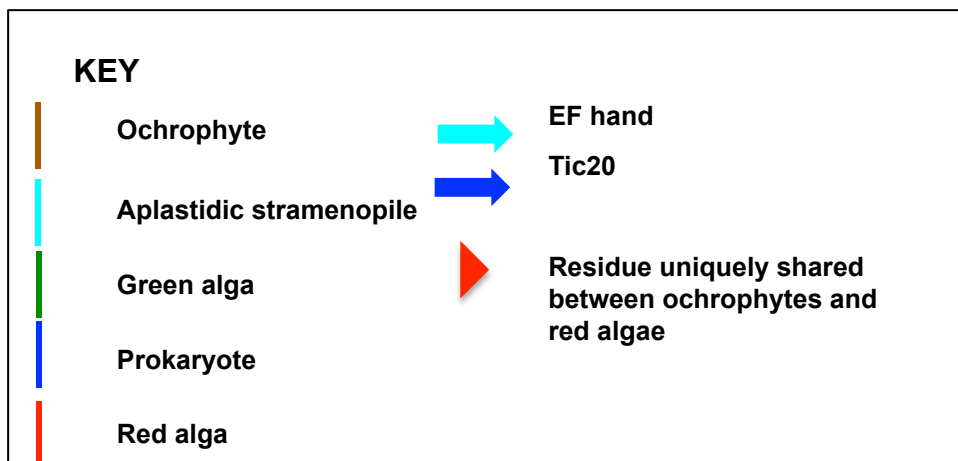 KEY
Ochrophyte
Aplastidic stramenopile
Green alga
Prokaryote
Red alga
EF hand
Tic20
Residue uniquely shared
between ochrophytes and
red algae